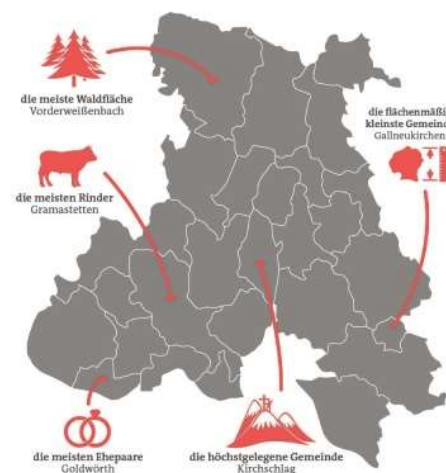 die meiste Waldfläche
Vorderweißenbach
die meisten Rinder
Gramastetten
die flächenmäßi
kleinste Gemein
Gallneukirchen
die meisten Ehepaare
Goldwörth
die höchstgelegene Gemeinde
Kirchschlag